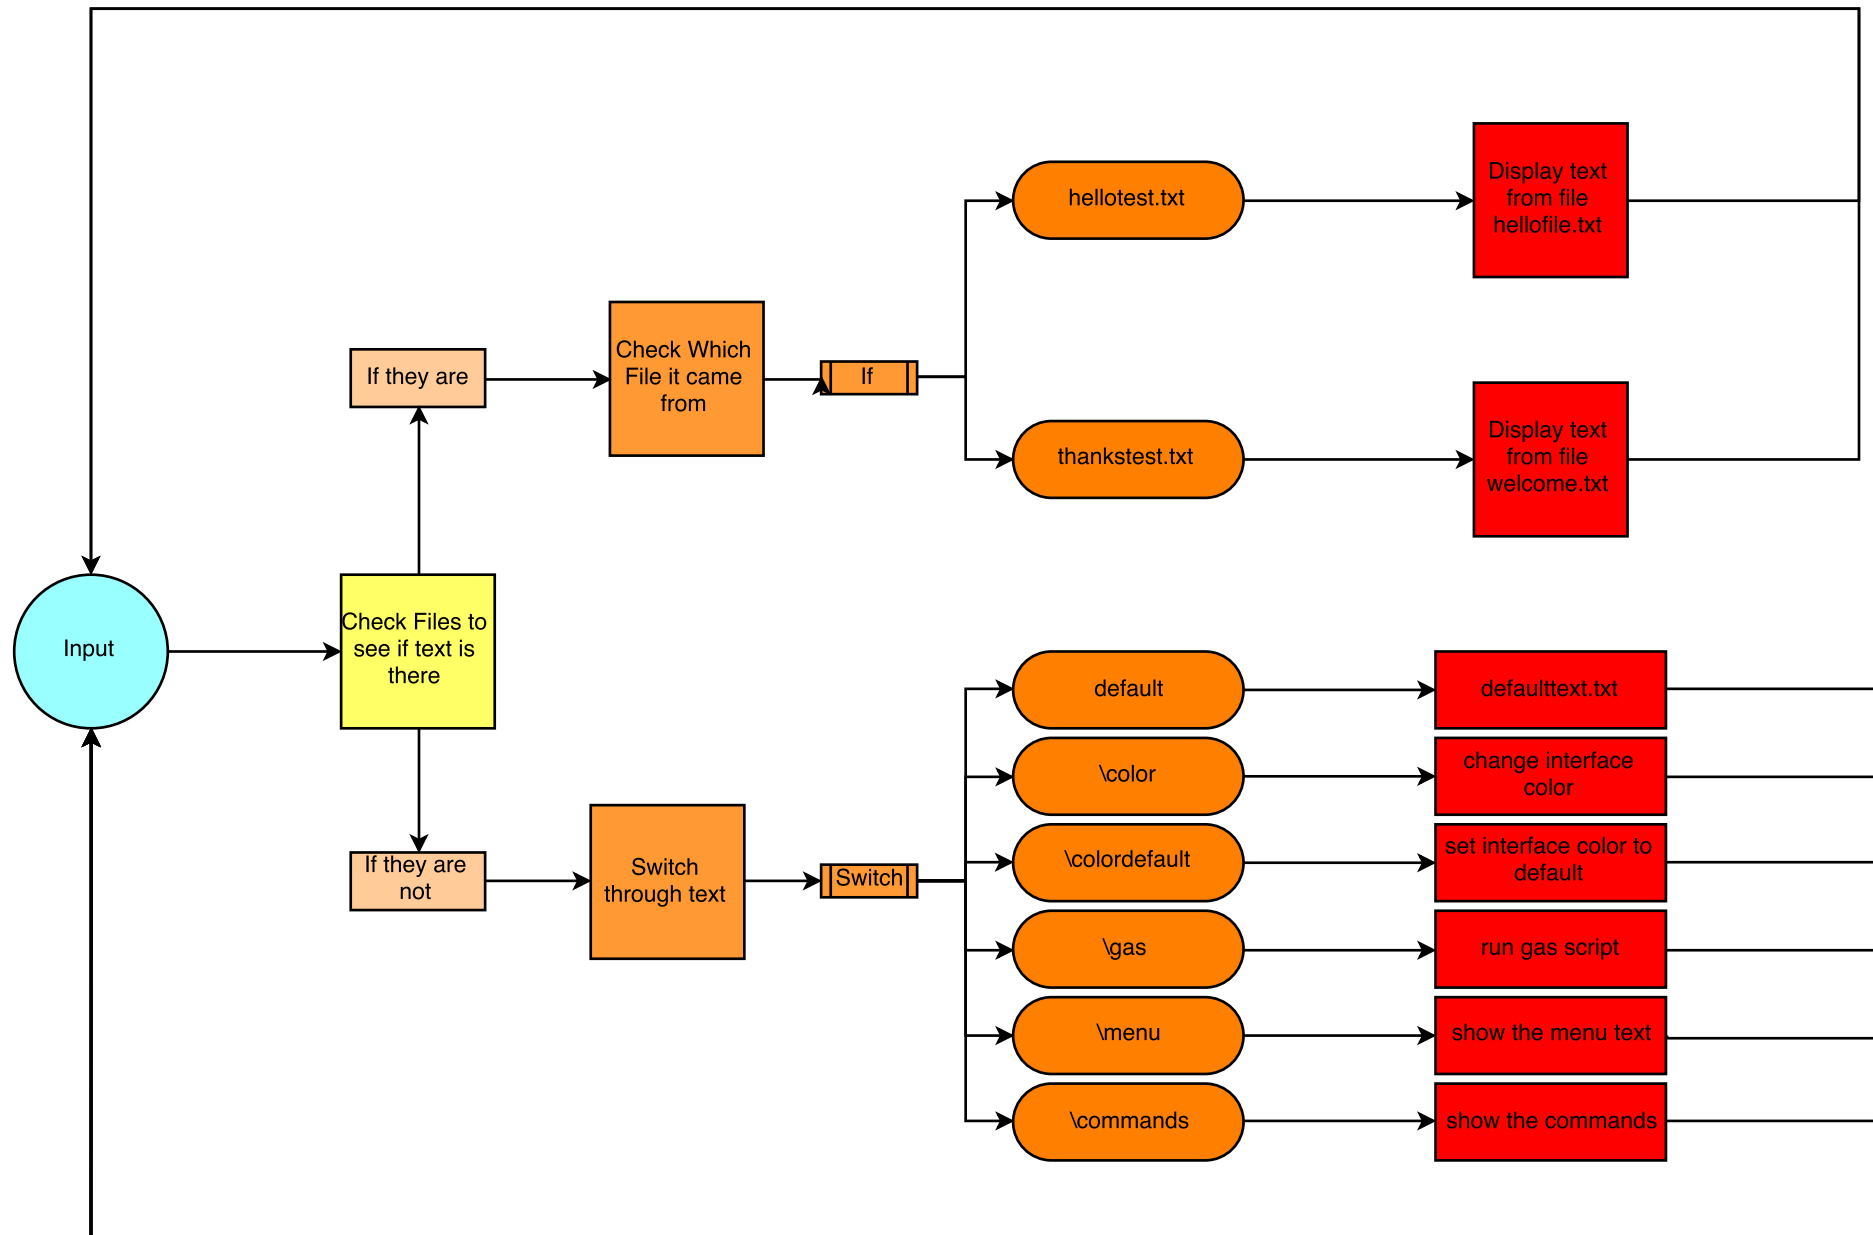 hellotest.txt
Display text
from file
hellofile.txt
If they are
Check Which
File it came
from
If
thankstest.txt
Display text
from file
welcome.txt
Input
Check Files to
see if text is
there
default
defaulttext.txt
\color
change interface
color
If they are
not
Switch
through text
Switch
\colordefault
set interface color to
default
\gas
run gas script
\menu
show the menu text
\commands
show the commands